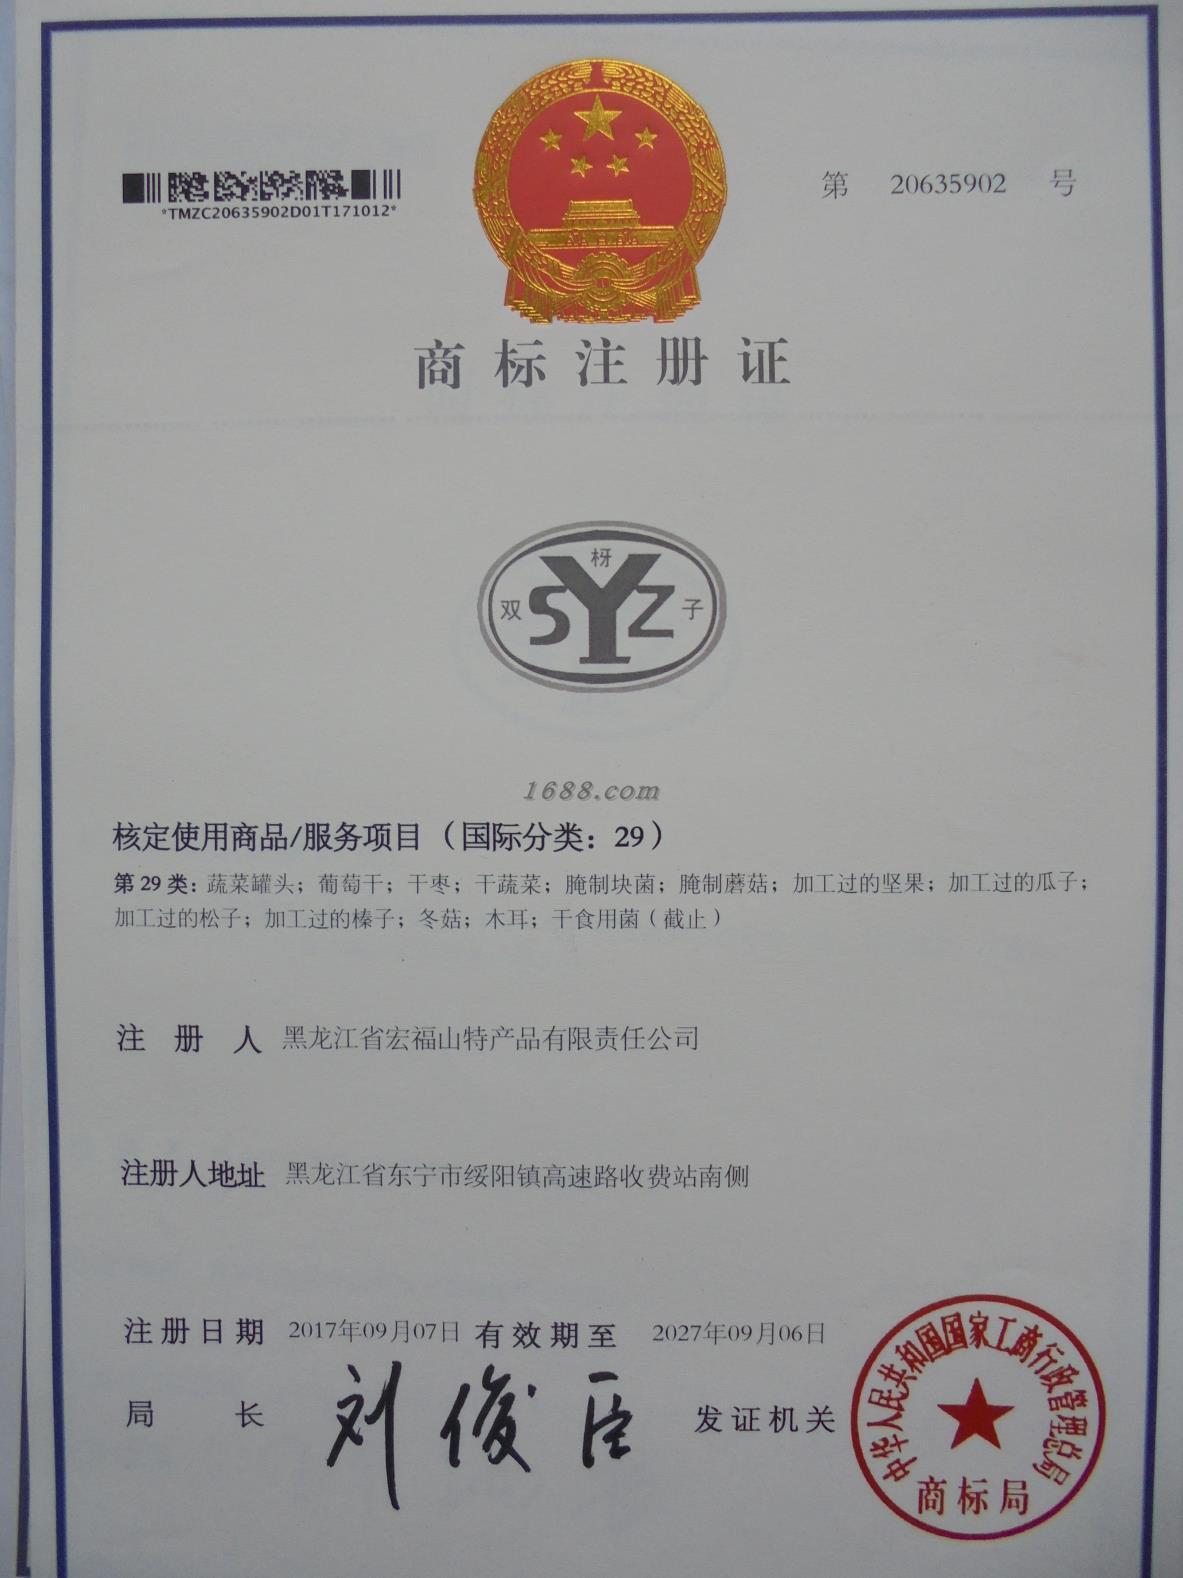 *TMZC20635902D01T171012*
第 20635902 号
商标注册证
枒
双 SYZ 子
1688.com
核定使用商品/服务项目（国际分类：29）
第 29 类：蔬菜罐头；葡萄干；干枣；干蔬菜；腌制块菌；腌制蘑菇；加工过的坚果；加工过的瓜子；
加工过的松子；加工过的榛子；冬菇；木耳；干食用菌（截止）
注 册 人 黑龙江省宏福山特产品有限责任公司
注册人地址 黑龙江省东宁市绥阳镇高速路收费站南侧
注册日期 2017年09月07日 有效期至 2027年09月06日
局 长 刘俊臣 发证机关
中华人民共和国国家工商行政管理总局
商标局